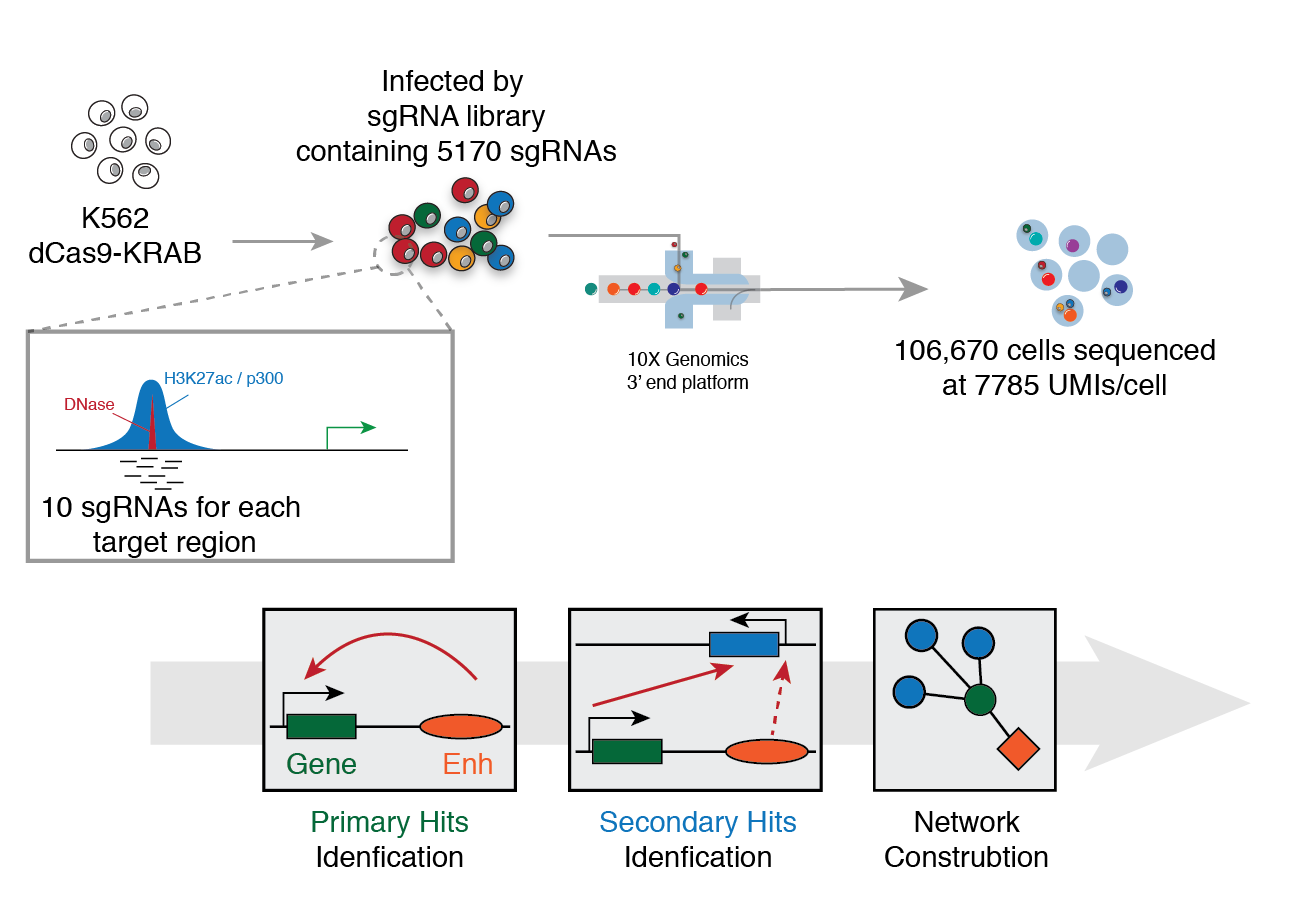 Infected by
sgRNA library
containing 5170 sgRNAs
K562
dCas9-KRAB
10X Genomics
3’ end platform
106,670 cells sequenced
at 7785 UMIs/cell
H3K27ac / p300
DNase
10 sgRNAs for each
target region
Gene
Enh
Primary Hits
Idenfication
Secondary Hits
Idenfication
Network
Construbtion